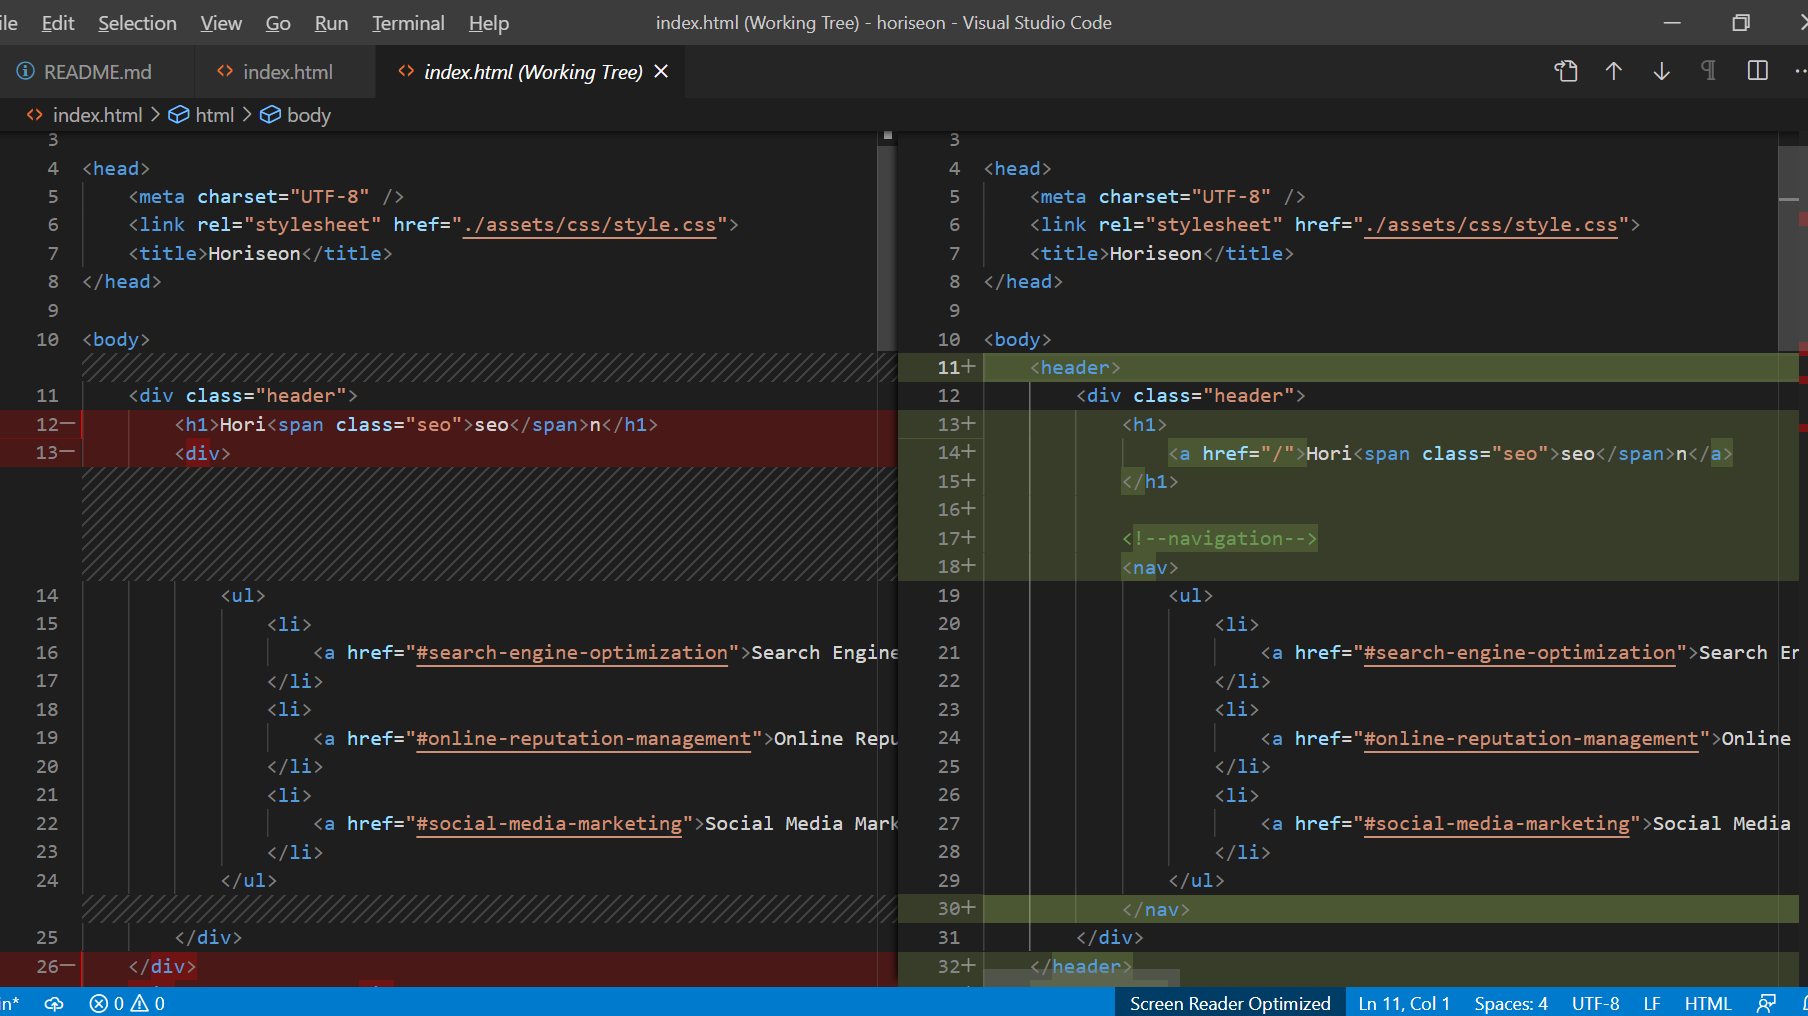 ile Edit Selection View Go Run Terminal Help index.html (Working Tree) - horiseon - Visual Studio Code
README.md index.html index.html (Working Tree)
index.html > html > body
3
4 <head>
5 <meta charset="UTF-8" />
6 <link rel="stylesheet" href="./assets/css/style.css">
7 <title>Horiseon</title>
8 </head>
9
10 <body>
11 <div class="header">
12− <h1>Hori<span class="seo">seo</span>n</h1>
13− <div>
14 <ul>
15 <li>
16 <a href="#search-engine-optimization">Search Engine
17 </li>
18 <li>
19 <a href="#online-reputation-management">Online Repu
20 </li>
21 <li>
22 <a href="#social-media-marketing">Social Media Mark
23 </li>
24 </ul>
25 </div>
26− </div>
3
4 <head>
5 <meta charset="UTF-8" />
6 <link rel="stylesheet" href="./assets/css/style.css">
7 <title>Horiseon</title>
8 </head>
9
10 <body>
11+ <header>
12 <div class="header">
13+ <h1>
14+ <a href="/">Hori<span class="seo">seo</span>n</a>
15+ </h1>
16+
17+ <!--navigation-->
18+ <nav>
19 <ul>
20 <li>
21 <a href="#search-engine-optimization">Search En
22 </li>
23 <li>
24 <a href="#online-reputation-management">Online
25 </li>
26 <li>
27 <a href="#social-media-marketing">Social Media
28 </li>
29 </ul>
30+ </nav>
31 </div>
32+ </header>
in* 0 0 Screen Reader Optimized Ln 11, Col 1 Spaces: 4 UTF-8 LF HTML